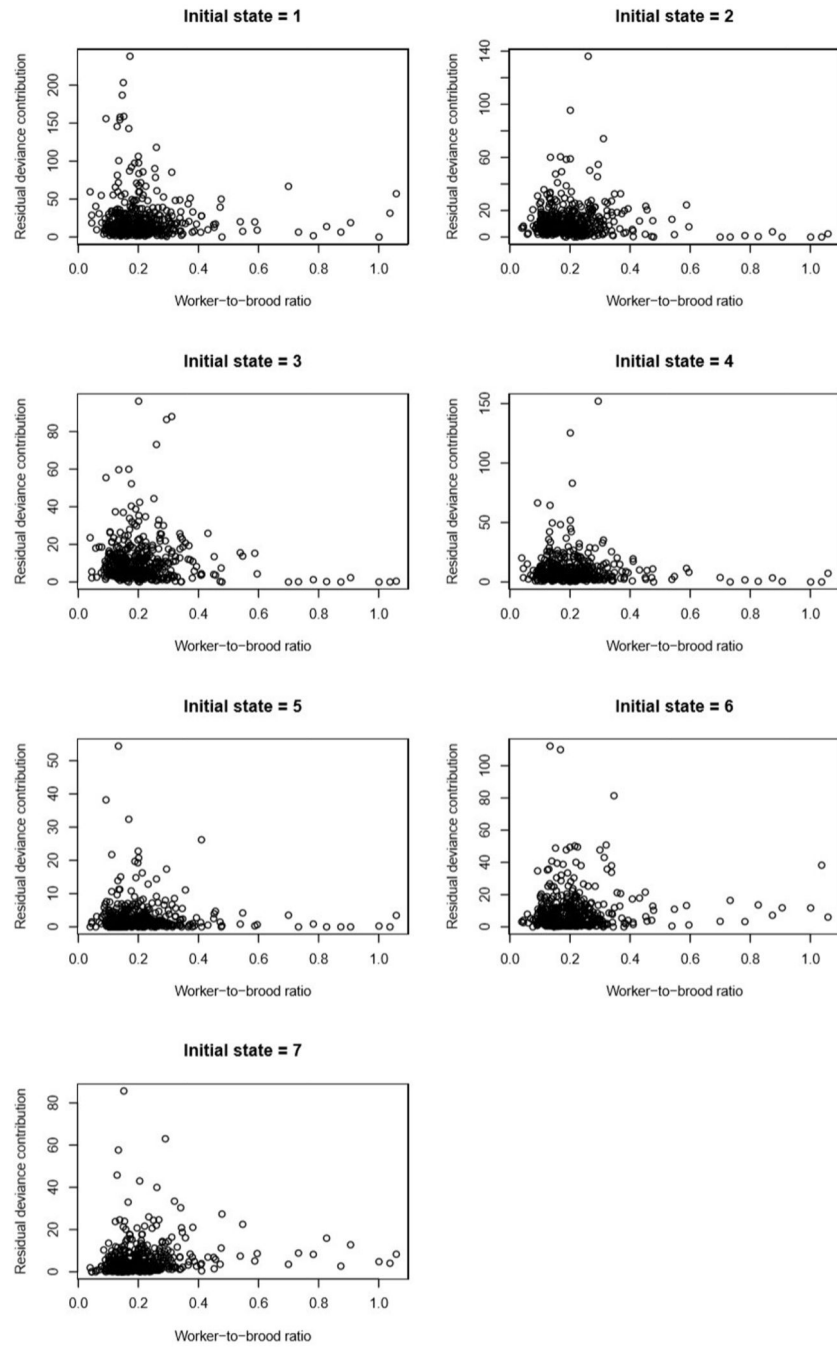 Initial state = 1
Residual deviance contribution
0 50 100 150 200
0.0 0.2 0.4 0.6 0.8 1.0
Worker−to−brood ratio
Initial state = 2
Residual deviance contribution
0 20 60 100 140
0.0 0.2 0.4 0.6 0.8 1.0
Worker−to−brood ratio
Initial state = 3
Residual deviance contribution
0 20 40 60 80
0.0 0.2 0.4 0.6 0.8 1.0
Worker−to−brood ratio
Initial state = 4
Residual deviance contribution
0 50 100 150
0.0 0.2 0.4 0.6 0.8 1.0
Worker−to−brood ratio
Initial state = 5
Residual deviance contribution
0 10 20 30 40 50
0.0 0.2 0.4 0.6 0.8 1.0
Worker−to−brood ratio
Initial state = 6
Residual deviance contribution
0 20 40 60 80 100
0.0 0.2 0.4 0.6 0.8 1.0
Worker−to−brood ratio
Initial state = 7
Residual deviance contribution
0 20 40 60 80
0.0 0.2 0.4 0.6 0.8 1.0
Worker−to−brood ratio